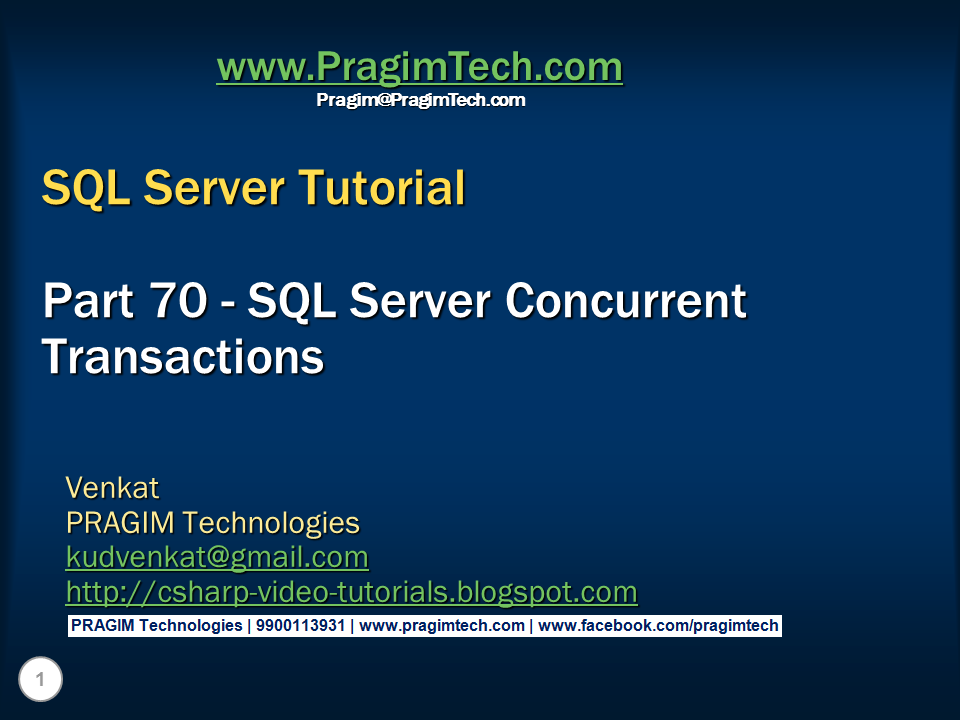 www.PragimTech.com
Pragim@PragimTech.com
SQL Server Tutorial
Part 70 - SQL Server Concurrent
Transactions
Venkat
PRAGIM Technologies
kudvenkat@gmail.com
http://csharp-video-tutorials.blogspot.com
PRAGIM Technologies | 9900113931 | www.pragimtech.com | www.facebook.com/pragimtech
1